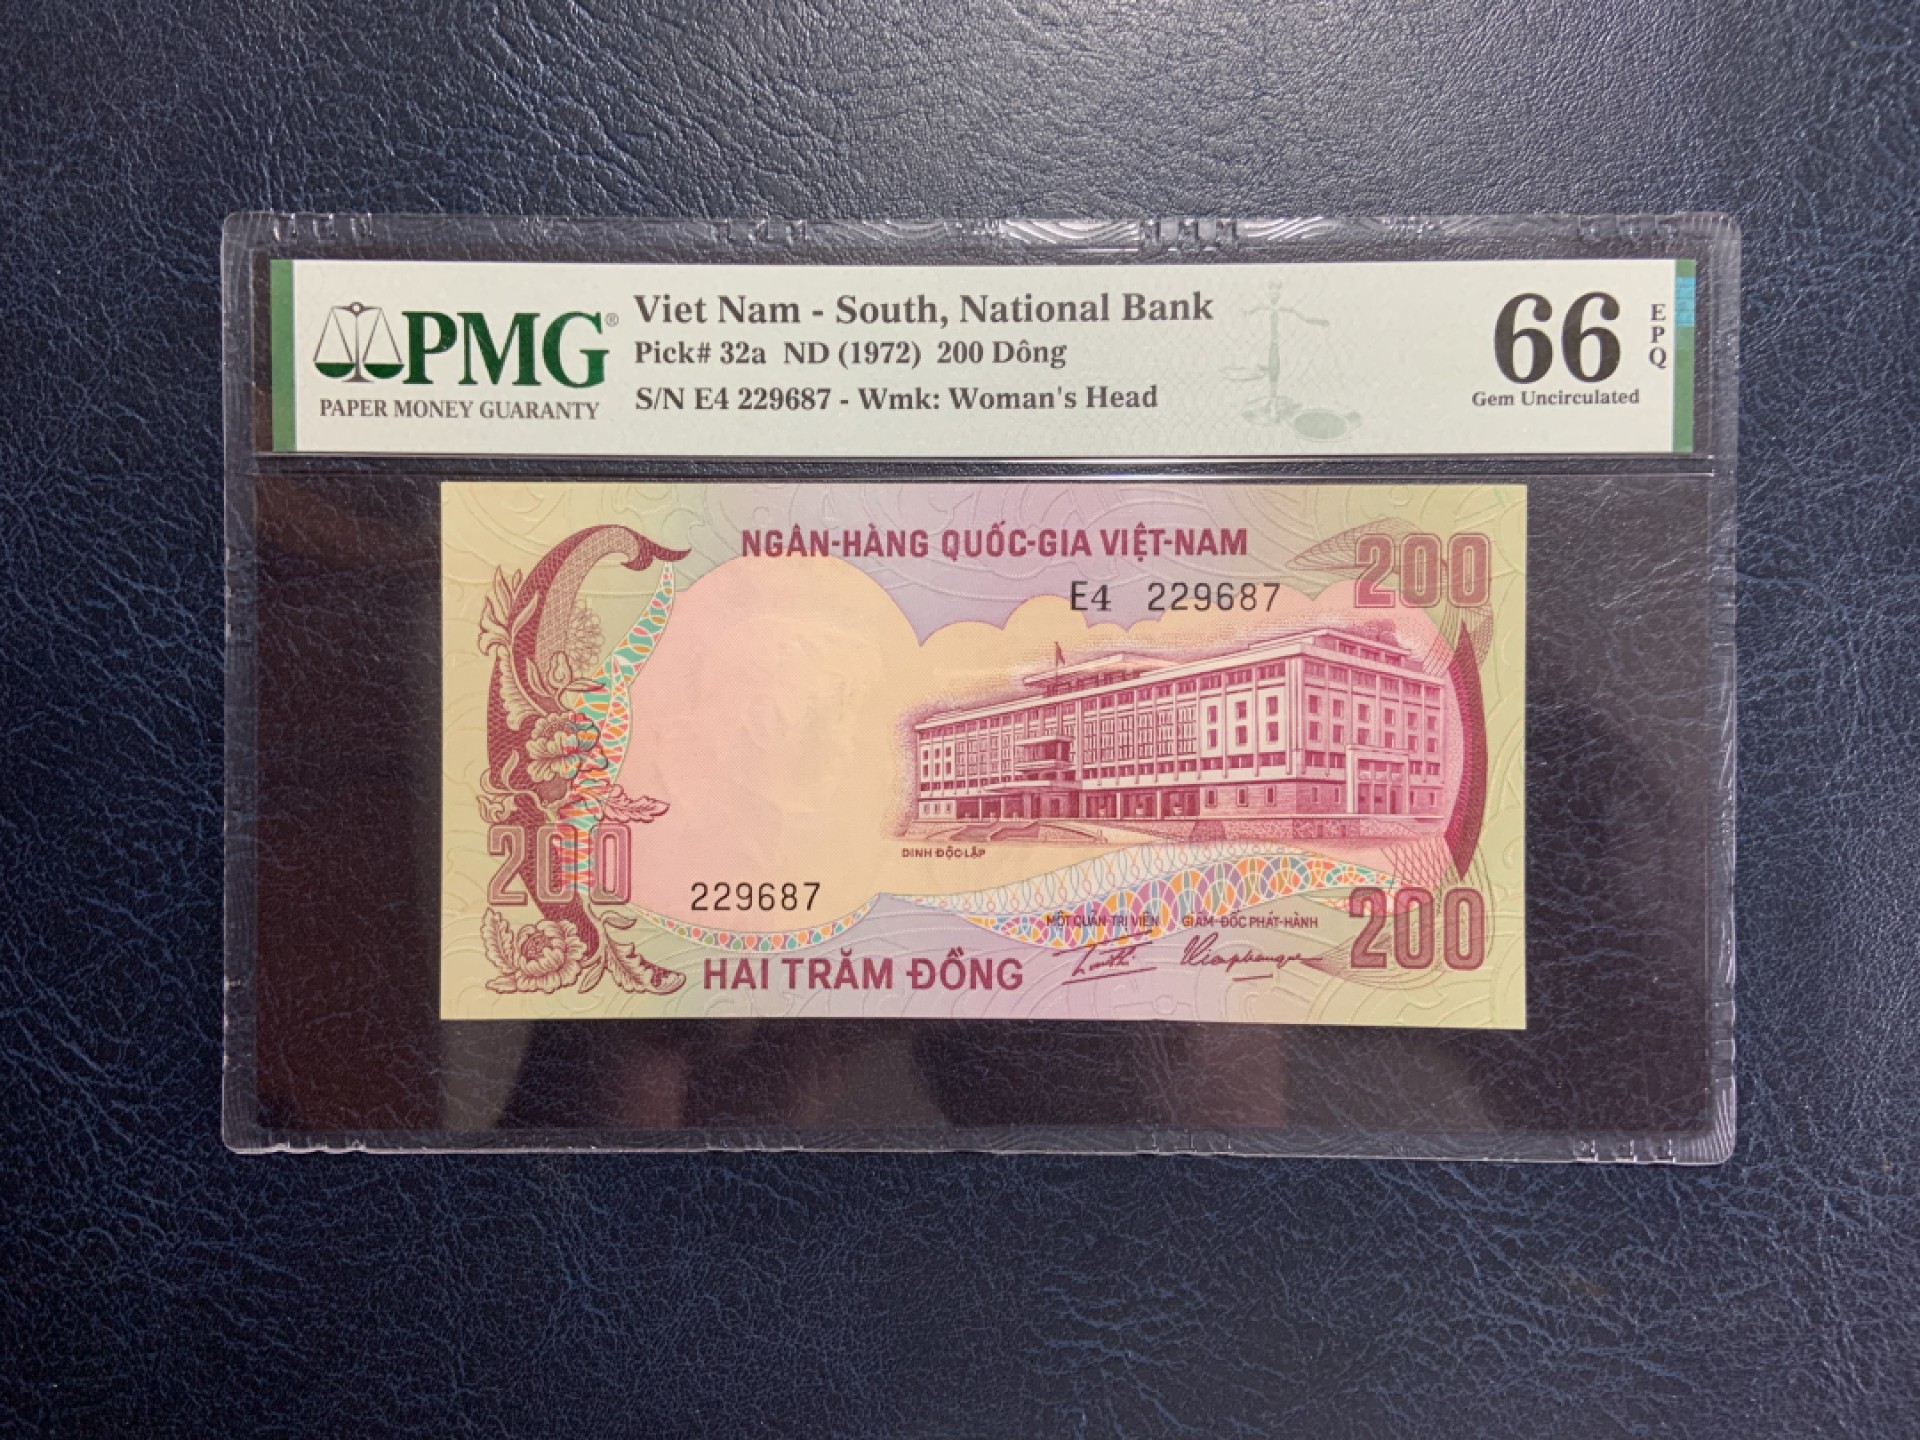 PMG®
PAPER MONEY GUARANTY
Viet Nam - South, National Bank
Pick# 32a ND (1972) 200 Dông
S/N E4 229687 - Wmk: Woman's Head
66
EPQ
Gem Uncirculated
NGÂN-HÀNG QUỐC-GIA VIỆT-NAM
200
E4 229687
DINH ĐỘC-LẬP
200
229687
MỘT QUẢN-TRỊ VIÊN GIÁM-ĐỐC PHÁT-HÀNH
200
HAI TRĂM ĐỒNG